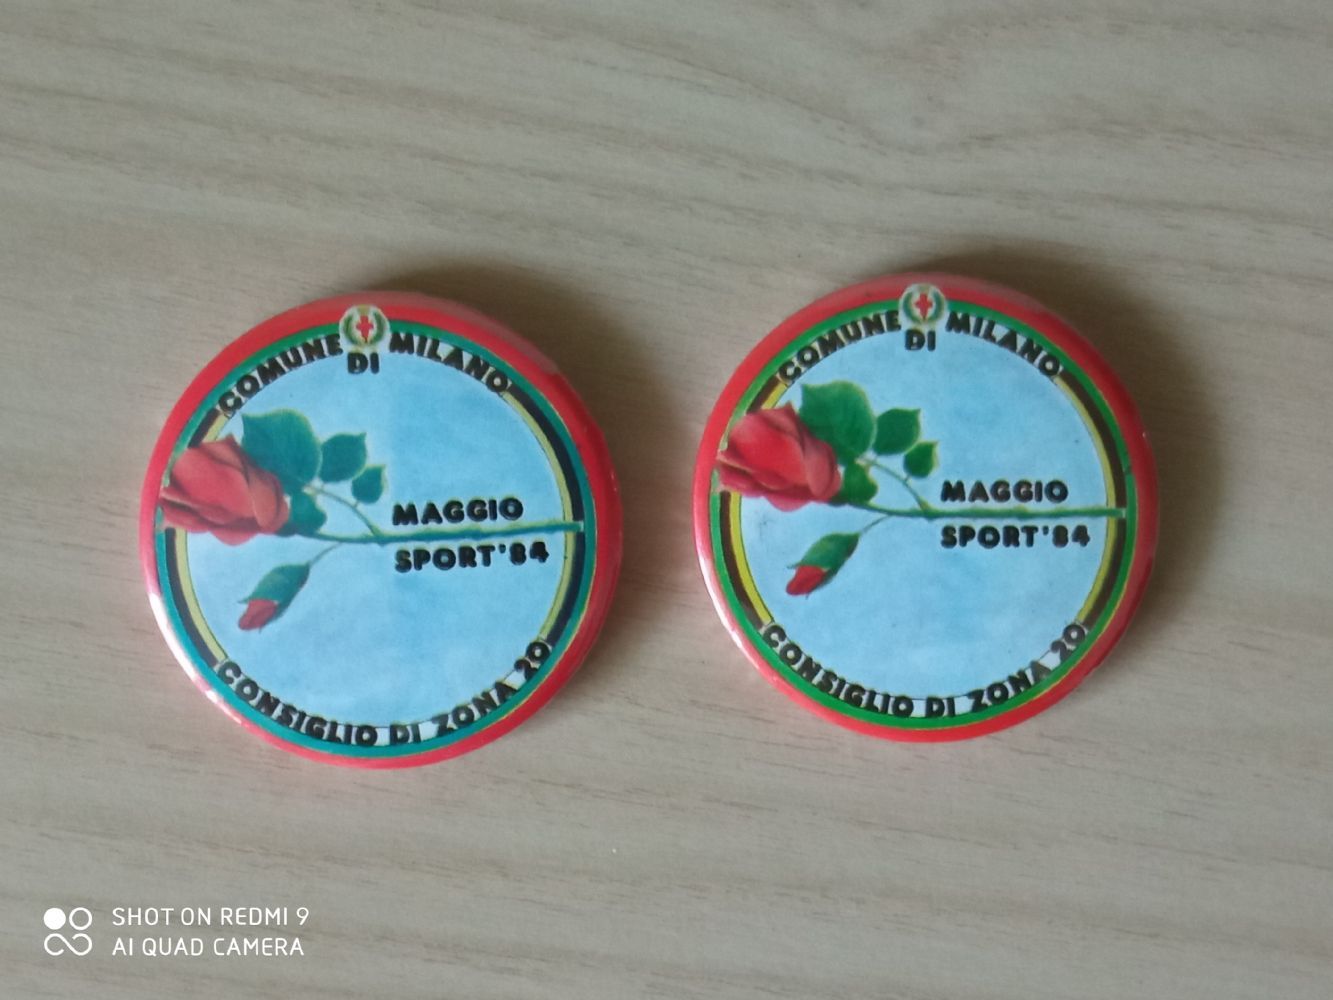 COMUNE DI MILANO
MAGGIO
SPORT'84
CONSIGLIO DI ZONA 20
COMUNE DI MILANO
MAGGIO
SPORT'84
CONSIGLIO DI ZONA 20
SHOT ON REDMI 9
AI QUAD CAMERA